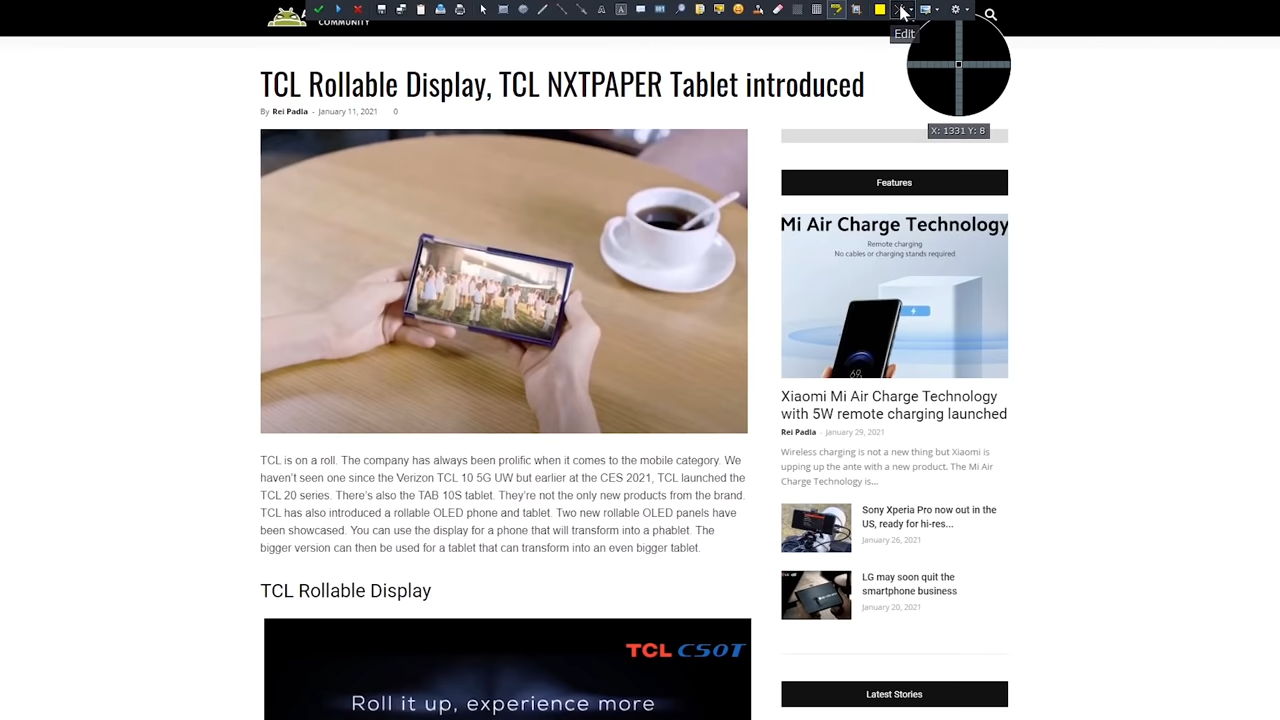 COMMUNITY
Edit
X: 1331 Y: 8
TCL Rollable Display, TCL NXTPAPER Tablet introduced
By Rei Padla - January 11, 2021 0
TCL is on a roll. The company has always been prolific when it comes to the mobile category. We
haven't seen one since the Verizon TCL 10 5G UW but earlier at the CES 2021, TCL launched the
TCL 20 series. There's also the TAB 10S tablet. They're not the only new products from the brand.
TCL has also introduced a rollable OLED phone and tablet. Two new rollable OLED panels have
been showcased. You can use the display for a phone that will transform into a phablet. The
bigger version can then be used for a tablet that can transform into an even bigger tablet.
TCL Rollable Display
TCL CSOT
Roll it up, experience more
Features
Mi Air Charge Technology
Remote charging
No cables or charging stands required
Xiaomi Mi Air Charge Technology
with 5W remote charging launched
Rei Padla - January 29, 2021
Wireless charging is not a new thing but Xiaomi is
upping up the ante with a new product. The Mi Air
Charge Technology is...
Sony Xperia Pro now out in the
US, ready for hi-res...
January 26, 2021
LG may soon quit the
smartphone business
January 20, 2021
Latest Stories